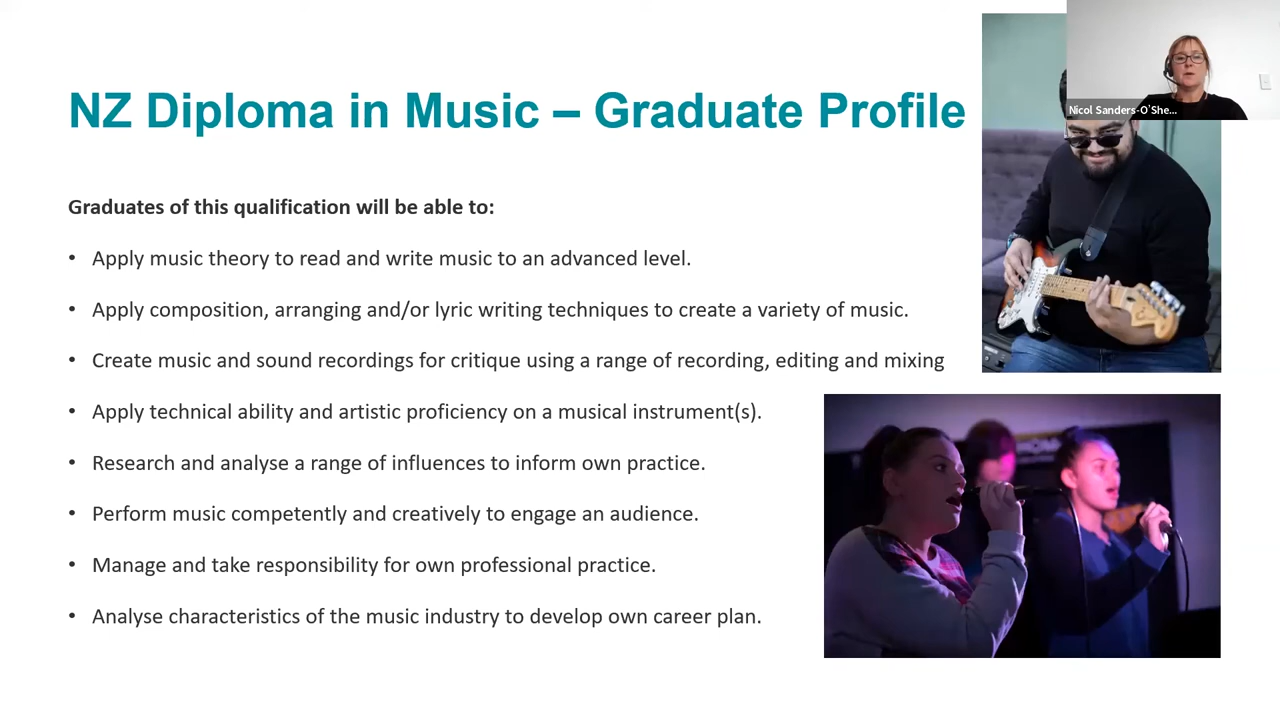 NZ Diploma in Music – Graduate Profile
Nicol Sanders-O'She...
Graduates of this qualification will be able to:
• Apply music theory to read and write music to an advanced level.
• Apply composition, arranging and/or lyric writing techniques to create a variety of music.
• Create music and sound recordings for critique using a range of recording, editing and mixing
• Apply technical ability and artistic proficiency on a musical instrument(s).
• Research and analyse a range of influences to inform own practice.
• Perform music competently and creatively to engage an audience.
• Manage and take responsibility for own professional practice.
• Analyse characteristics of the music industry to develop own career plan.